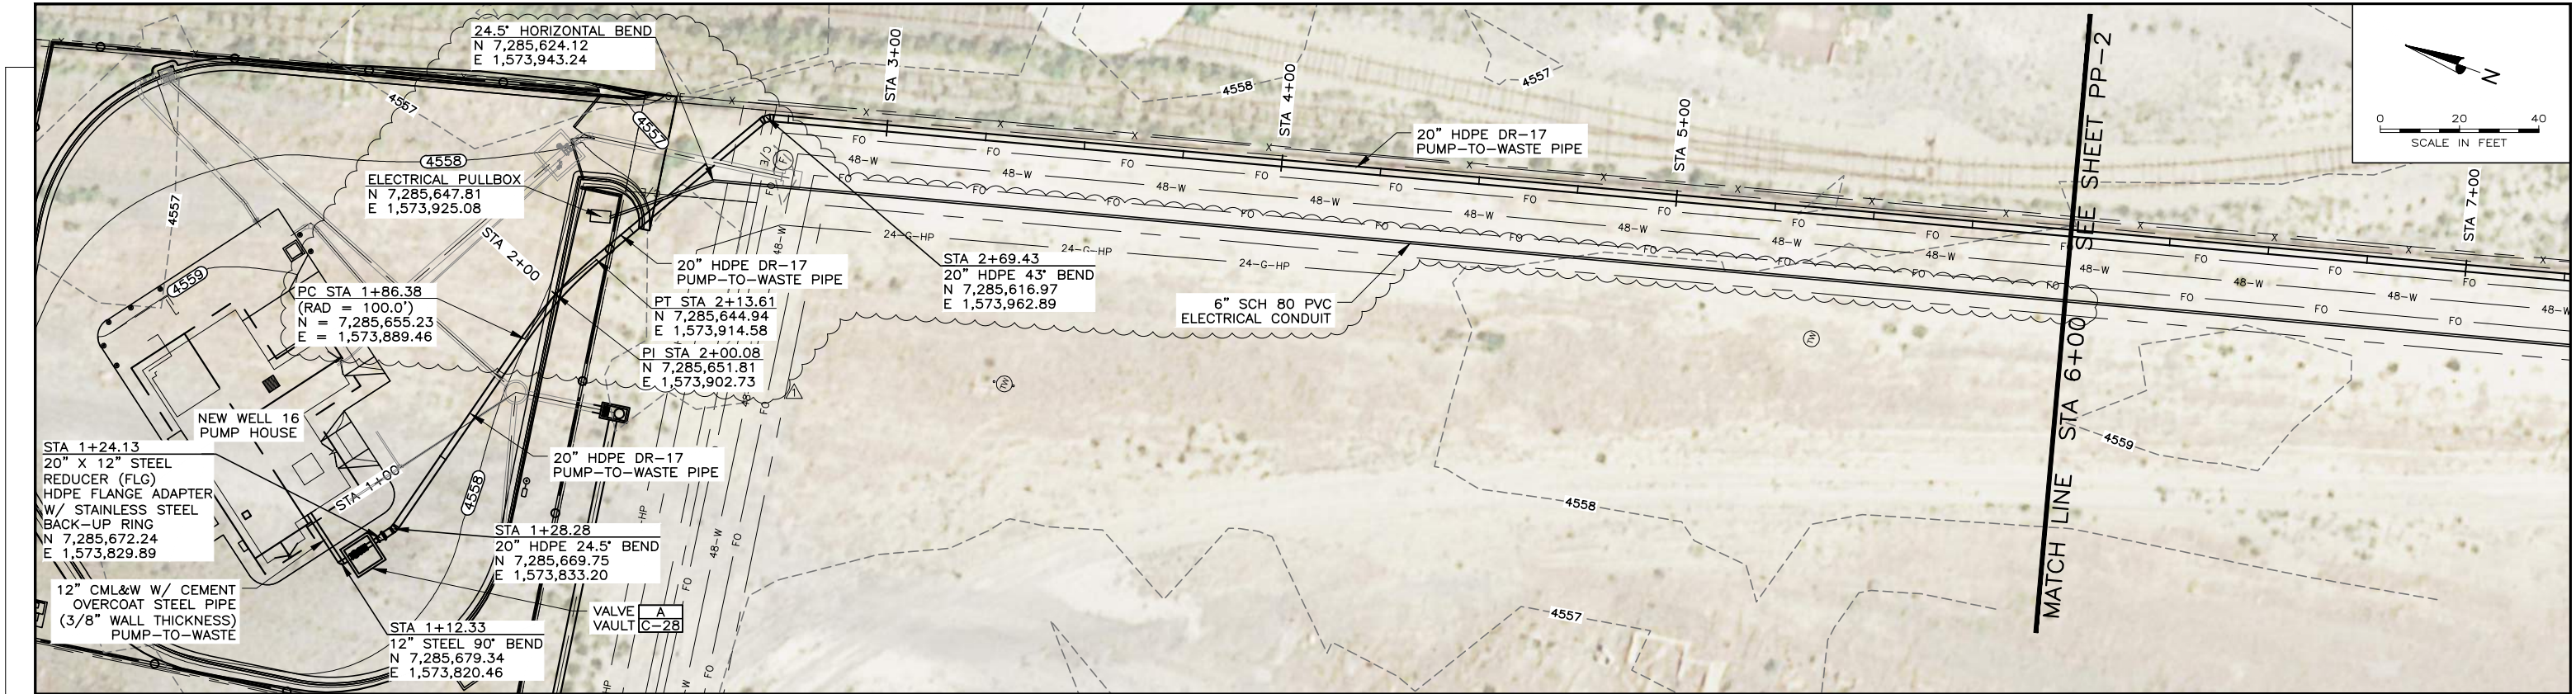 24.5° HORIZONTAL BEND
N 7,285,624.12
E 1,573,943.24
STA 3+00
STA 4+00
STA 5+00
STA 7+00
4557
4558
4557
4557
4558
4557
4559
20" HDPE DR-17
PUMP-TO-WASTE PIPE
N
0 20 40
SCALE IN FEET
ELECTRICAL PULLBOX
N 7,285,647.81
E 1,573,925.08
STA 2+00
FO
48-W
24-G-HP
20" HDPE DR-17
PUMP-TO-WASTE PIPE
STA 2+69.43
20" HDPE 43° BEND
N 7,285,616.97
E 1,573,962.89
6" SCH 80 PVC
ELECTRICAL CONDUIT
PC STA 1+86.38
(RAD = 100.0')
N = 7,285,655.23
E = 1,573,889.46
PT STA 2+13.61
N 7,285,644.94
E 1,573,914.58
PI STA 2+00.08
N 7,285,651.81
E 1,573,902.73
TW
TW
1
NEW WELL 16
PUMP HOUSE
STA 1+24.13
20" X 12" STEEL
REDUCER (FLG)
HDPE FLANGE ADAPTER
W/ STAINLESS STEEL
BACK-UP RING
N 7,285,672.24
E 1,573,829.89
STA 1+00
20" HDPE DR-17
PUMP-TO-WASTE PIPE
4558
STA 1+28.28
20" HDPE 24.5° BEND
N 7,285,669.75
E 1,573,833.20
12" CML&W W/ CEMENT
OVERCOAT STEEL PIPE
(3/8" WALL THICKNESS)
PUMP-TO-WASTE
VALVE A
VAULT C-28
STA 1+12.33
12" STEEL 90° BEND
N 7,285,679.34
E 1,573,820.46
4558
4559
4557
MATCH LINE STA 6+00 SEE SHEET PP-2